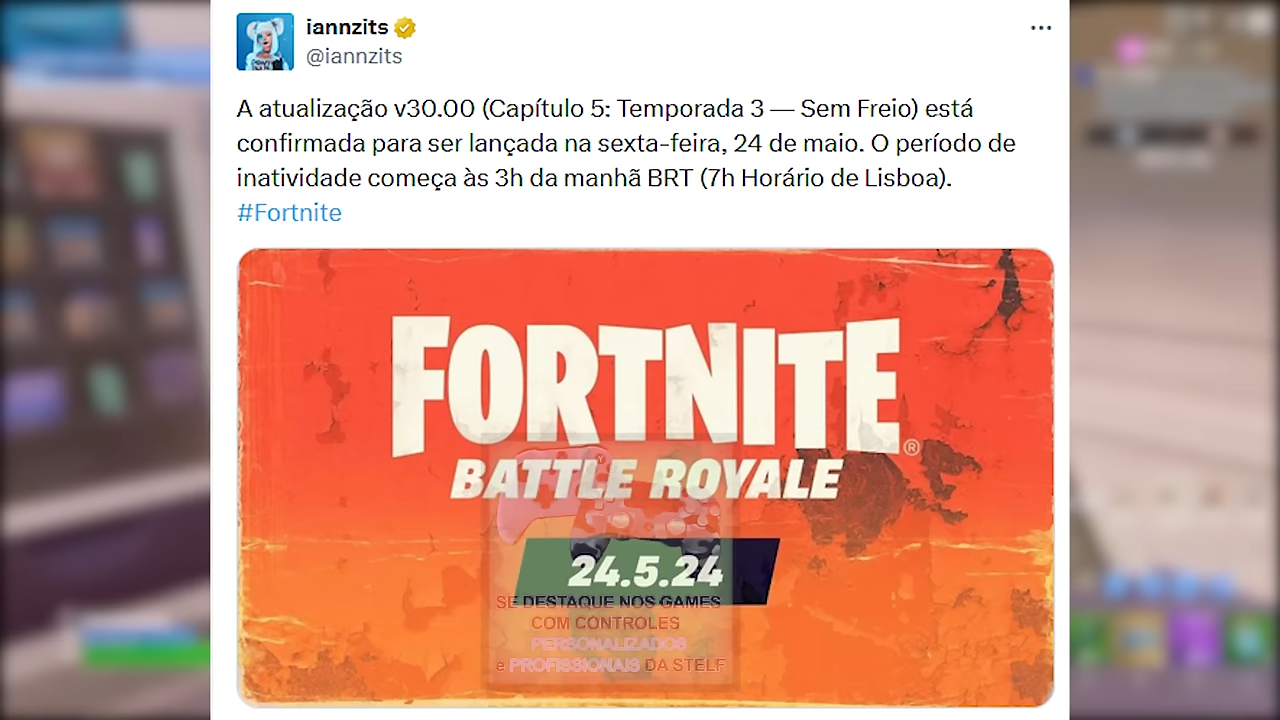 iannzits
@iannzits
A atualização v30.00 (Capítulo 5: Temporada 3 — Sem Freio) está
confirmada para ser lançada na sexta-feira, 24 de maio. O período de
inatividade começa às 3h da manhã BRT (7h Horário de Lisboa).
#Fortnite
FORTNITE®
BATTLE ROYALE
24.5.24
SE DESTAQUE NOS GAMES
COM CONTROLES
PERSONALIZADOS
e PROFISSIONAIS DA STELF